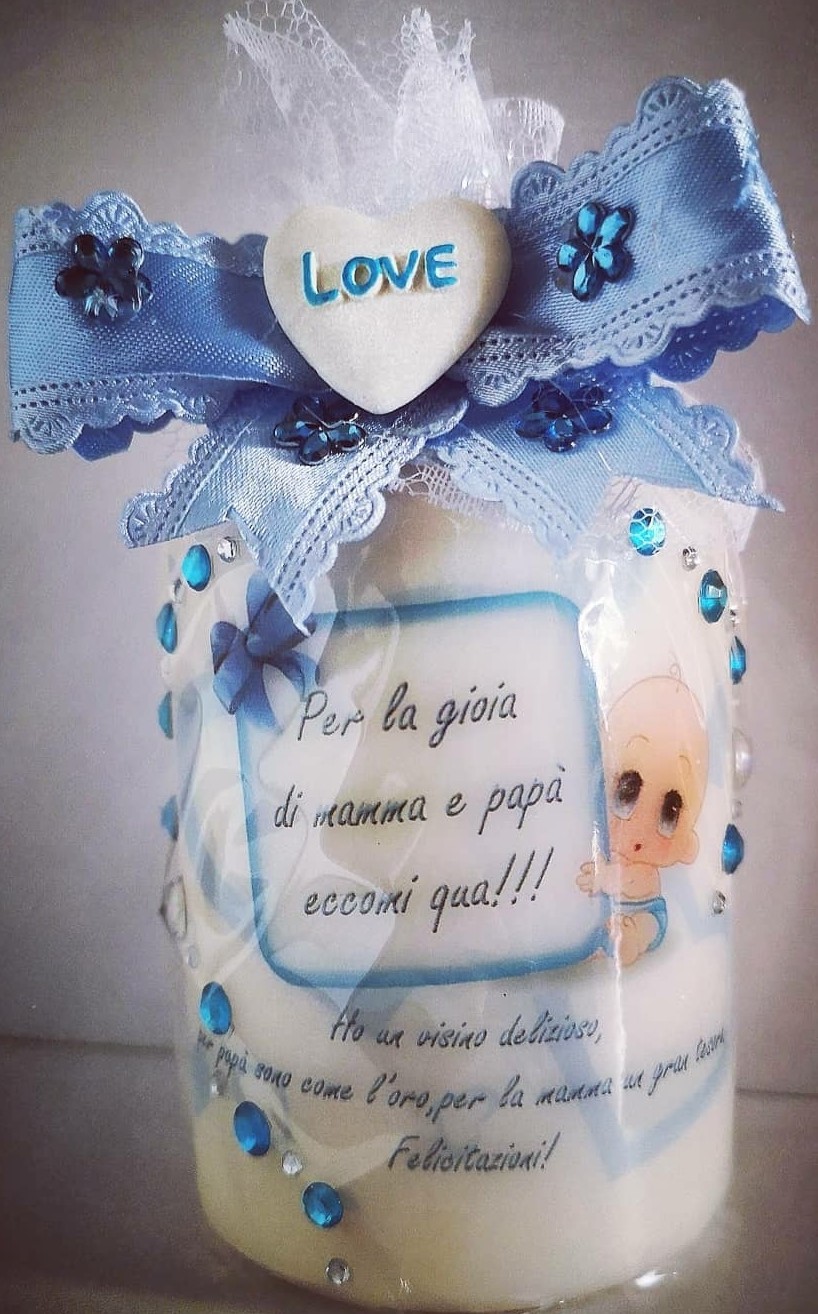 LOVE
Per la gioia
di mamma e papà
eccomi qua!!!
Ho un visino delizioso,
per papà sono come l'oro,per la mamma un gran tesoro.
Felicitazioni!